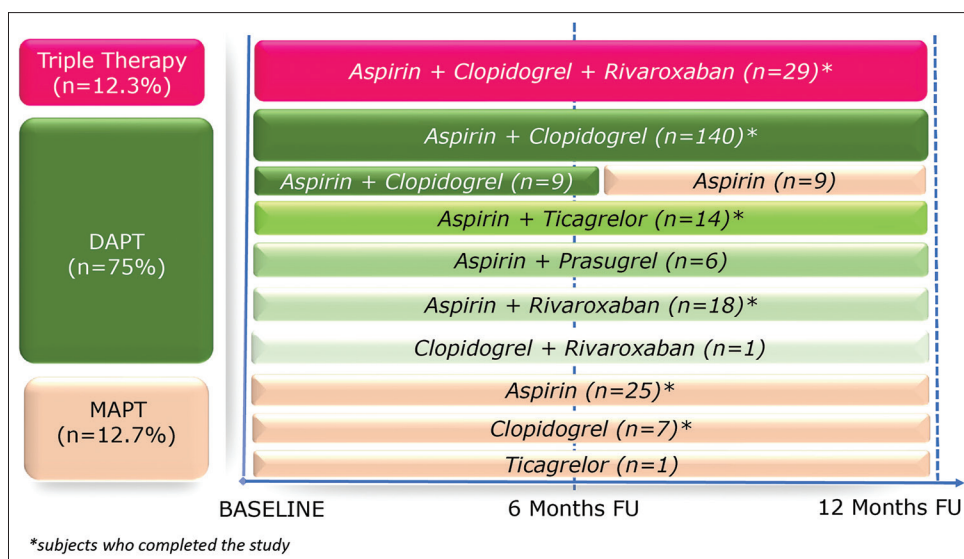 Triple Therapy
(n=12.3%)
Aspirin + Clopidogrel + Rivaroxaban (n=29)*
DAPT
(n=75%)
Aspirin + Clopidogrel (n=140)*
Aspirin + Clopidogrel (n=9)
Aspirin (n=9)
Aspirin + Ticagrelor (n=14)*
Aspirin + Prasugrel (n=6)
Aspirin + Rivaroxaban (n=18)*
Clopidogrel + Rivaroxaban (n=1)
MAPT
(n=12.7%)
Aspirin (n=25)*
Clopidogrel (n=7)*
Ticagrelor (n=1)
BASELINE
6 Months FU
12 Months FU
*subjects who completed the study